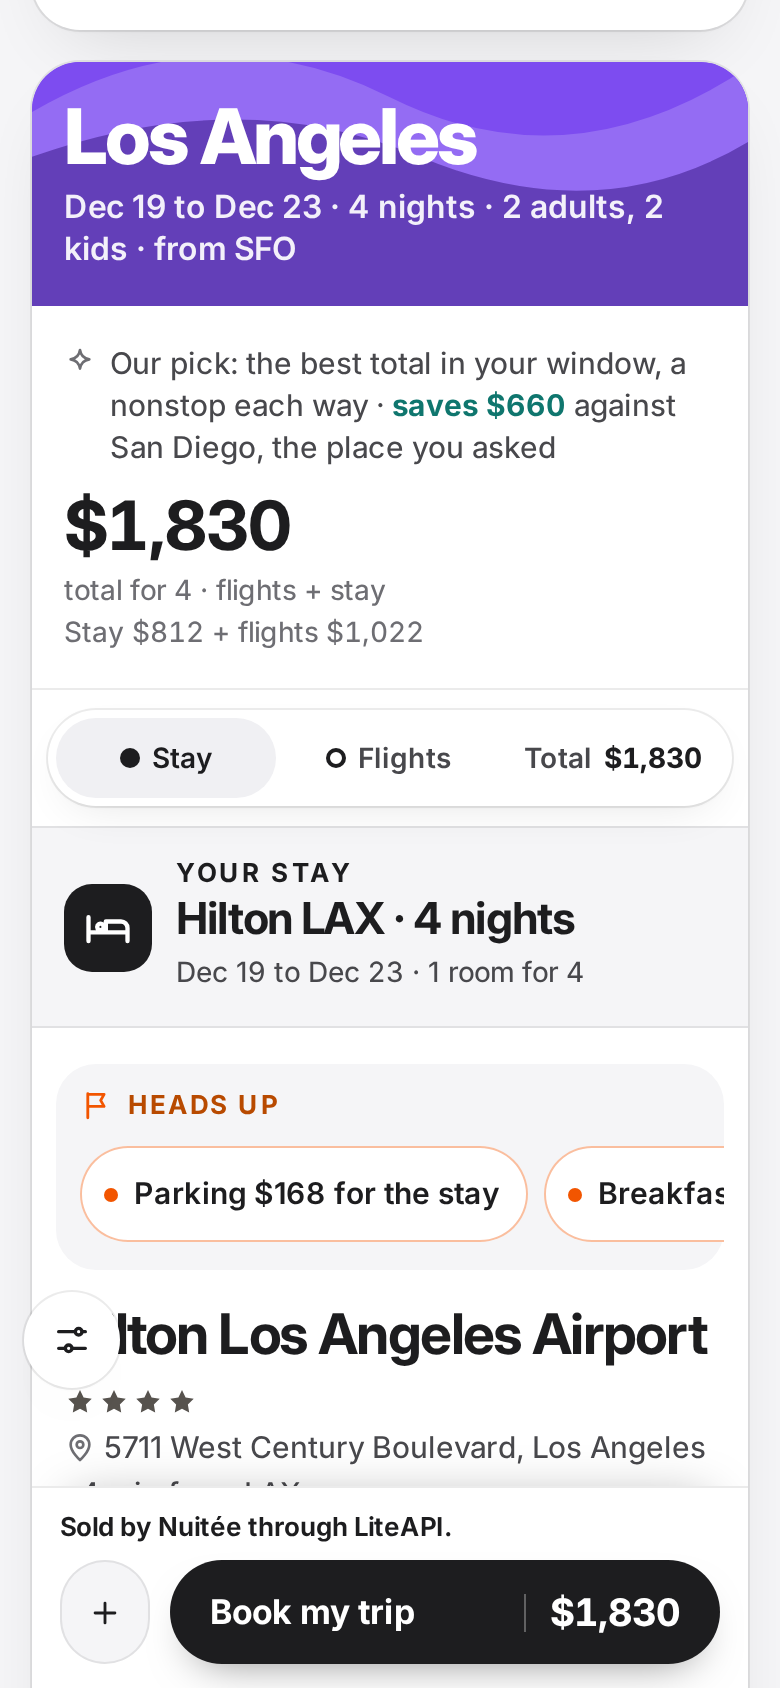 Los Angeles
Dec 19 to Dec 23 · 4 nights · 2 adults, 2
kids · from SFO
Our pick: the best total in your window, a
nonstop each way · saves $660 against
San Diego, the place you asked
$1,830
total for 4 · flights + stay
Stay $812 + flights $1,022
Stay Flights Total $1,830
YOUR STAY
Hilton LAX · 4 nights
Dec 19 to Dec 23 · 1 room for 4
HEADS UP
Parking $168 for the stay
Los Angeles Airport
5711 West Century Boulevard, Los Angeles
Sold by Nuitée through LiteAPI.
Book my trip $1,830